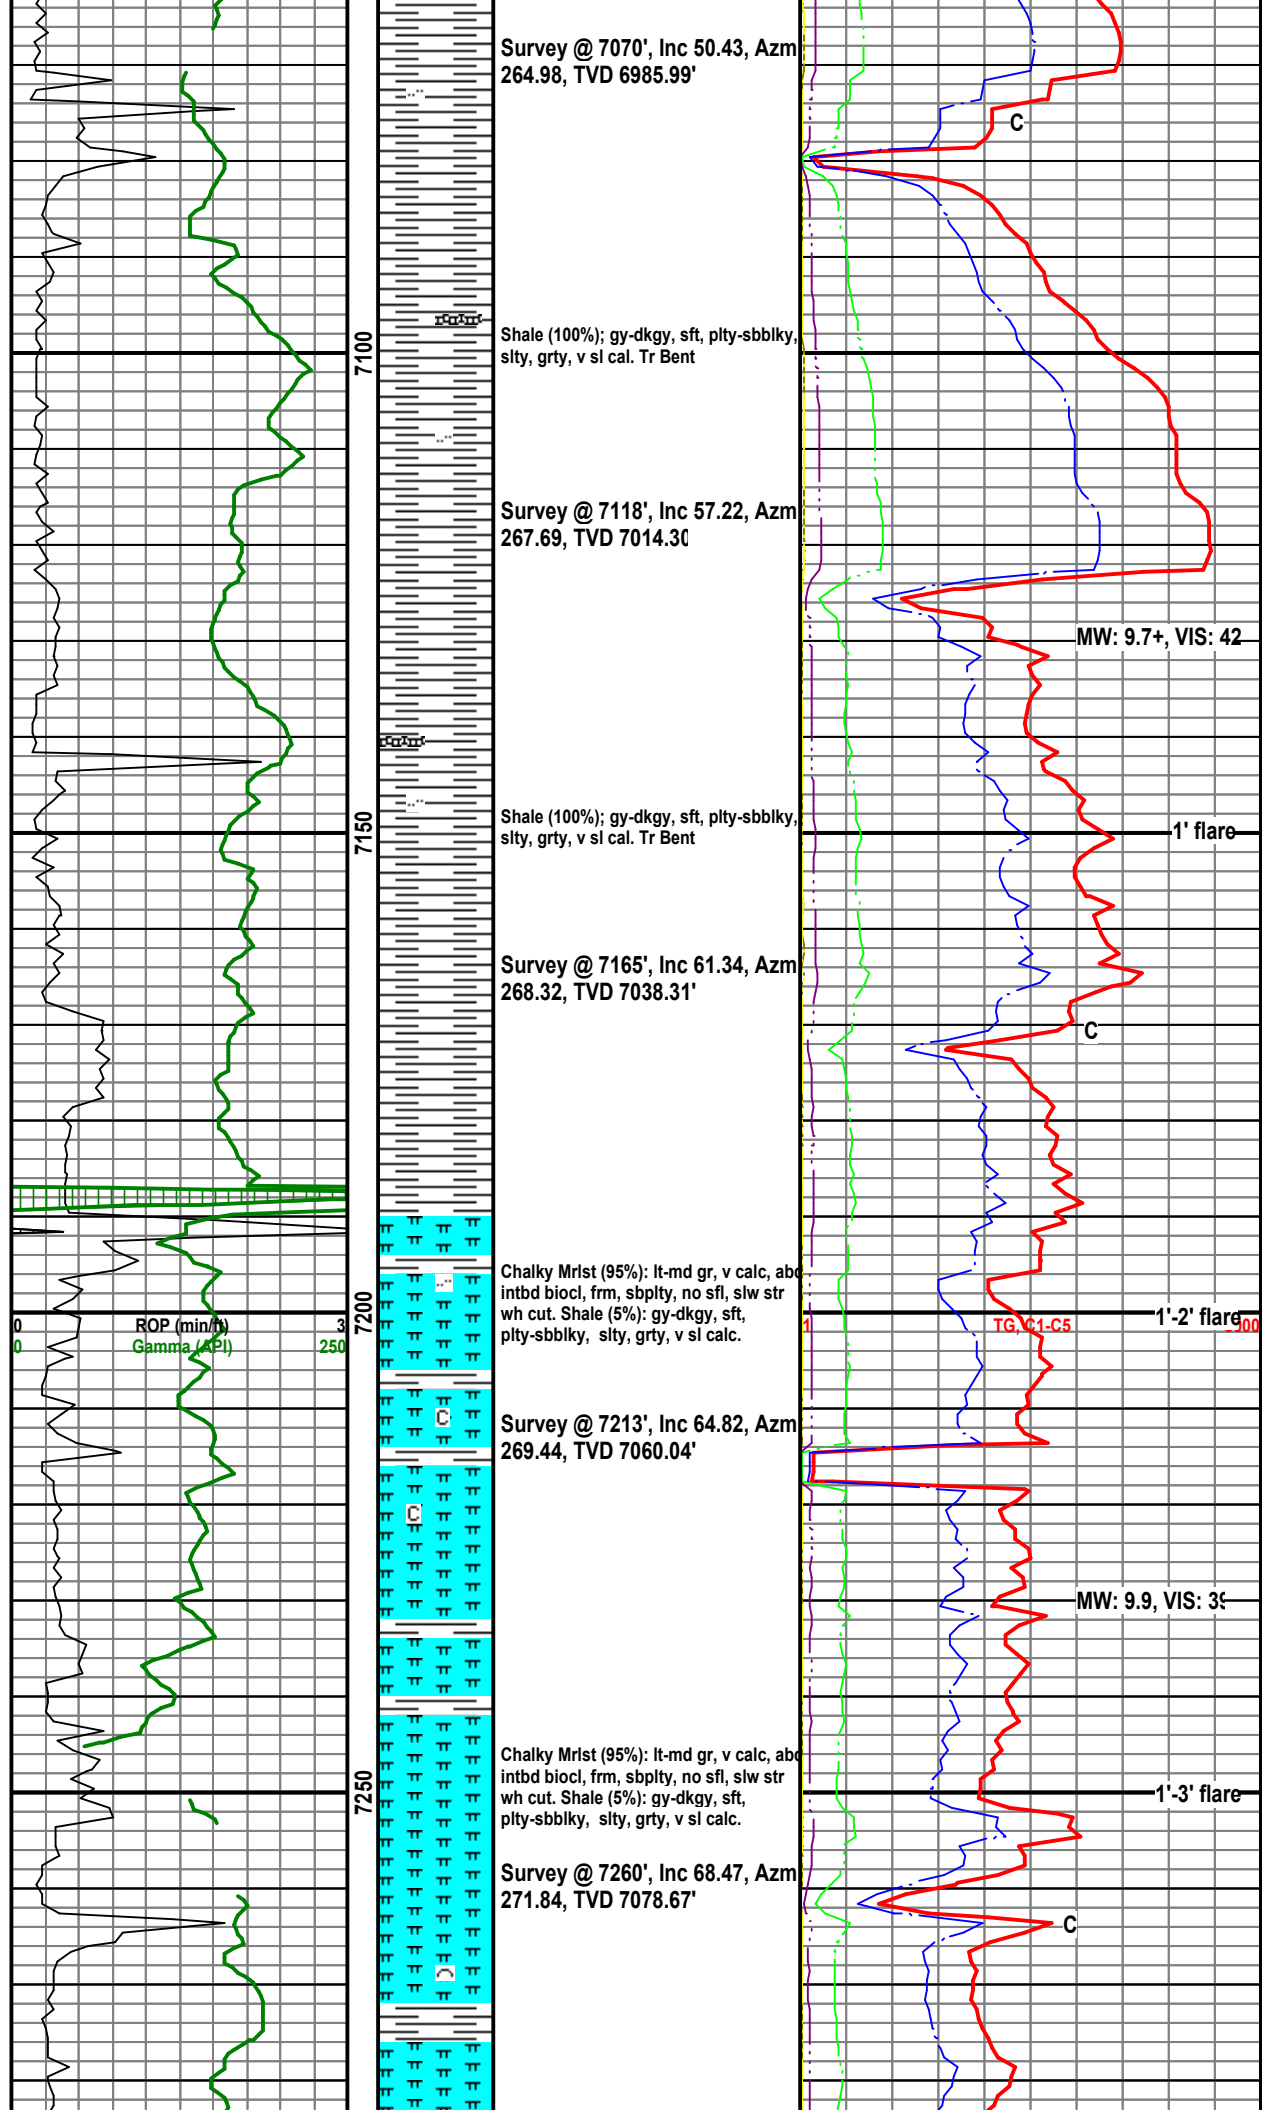 Survey @ 7070', Inc 50.43, Azm
264.98, TVD 6985.99'
C
7100
Shale (100%); gy-dkgy, sft, plty-sbblky,
slty, grty, v sl cal. Tr Bent
Survey @ 7118', Inc 57.22, Azm
267.69, TVD 7014.30
MW: 9.7+, VIS: 42
7150
Shale (100%); gy-dkgy, sft, plty-sbblky,
slty, grty, v sl cal. Tr Bent
1' flare
Survey @ 7165', Inc 61.34, Azm
268.32, TVD 7038.31'
C
Chalky Mrlst (95%): lt-md gr, v calc, abd
intbd biocl, frm, sbplty, no sfl, slw str
wh cut. Shale (5%): gy-dkgy, sft,
plty-sbblky, slty, grty, v sl calc.
7200
0 ROP (min/ft) 3
0 Gamma (API) 250
1 TG, C1-C5
1'-2' flare
C
Survey @ 7213', Inc 64.82, Azm
269.44, TVD 7060.04'
C
MW: 9.9, VIS: 39
7250
Chalky Mrlst (95%): lt-md gr, v calc, abd
intbd biocl, frm, sbplty, no sfl, slw str
wh cut. Shale (5%): gy-dkgy, sft,
plty-sbblky, slty, grty, v sl calc.
1'-3' flare
Survey @ 7260', Inc 68.47, Azm
271.84, TVD 7078.67'
C